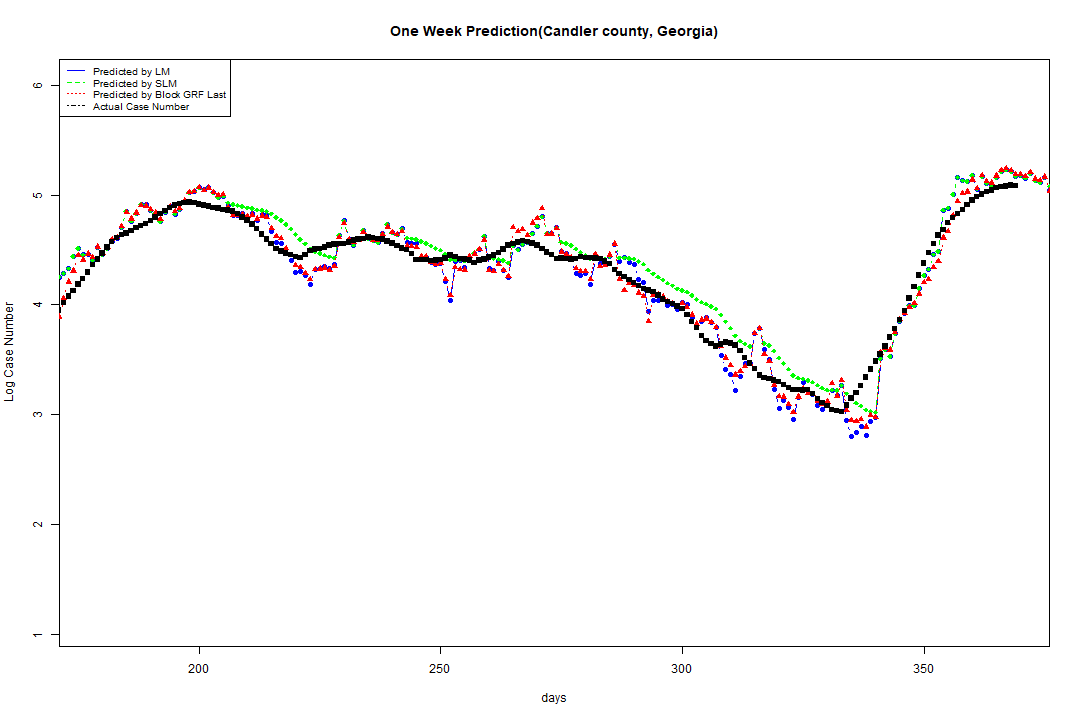 One Week Prediction(Candler county, Georgia)
Predicted by LM
Predicted by SLM
Predicted by Block GRF Last
Actual Case Number
6
5
4
3
2
1
Log Case Number
200
250
300
350
days